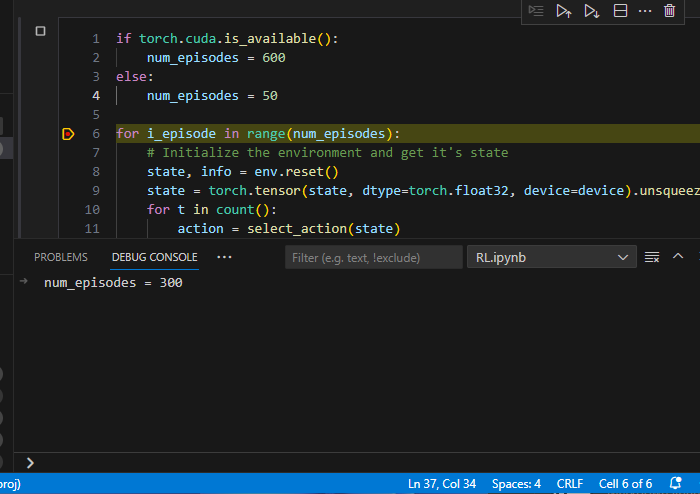 1 if torch.cuda.is_available():
2 num_episodes = 600
3 else:
4 num_episodes = 50
5
6 for i_episode in range(num_episodes):
7 # Initialize the environment and get it's state
8 state, info = env.reset()
9 state = torch.tensor(state, dtype=torch.float32, device=device).unsqueez
10 for t in count():
11 action = select_action(state)
PROBLEMS DEBUG CONSOLE ··· Filter (e.g. text, !exclude) RL.ipynb
num_episodes = 300
proj) Ln 37, Col 34 Spaces: 4 CRLF Cell 6 of 6